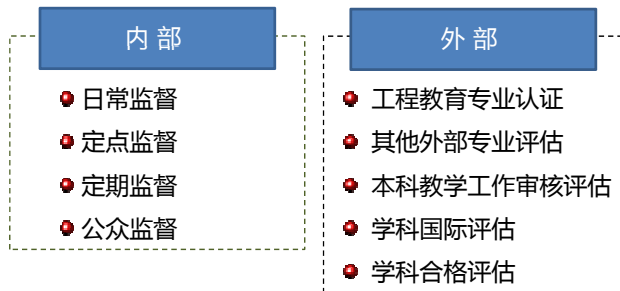 内部
日常监督
定点监督
定期监督
公众监督
外部
工程教育专业认证
其他外部专业评估
本科教学工作审核评估
学科国际评估
学科合格评估